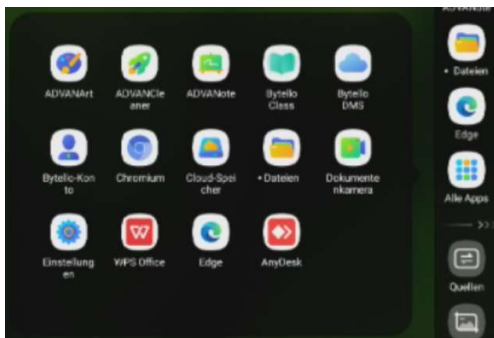 ADVANArt
ADVANCle
aner
ADVANote
Bytello
Class
Bytello
DMS
Bytello-Kon
to
Chromium
Cloud-Spei
cher
• Dateien
Dokumente
nkamera
Einstellung
en
WPS Office
Edge
AnyDesk
ADVANote
• Dateien
Edge
Alle Apps
Quellen